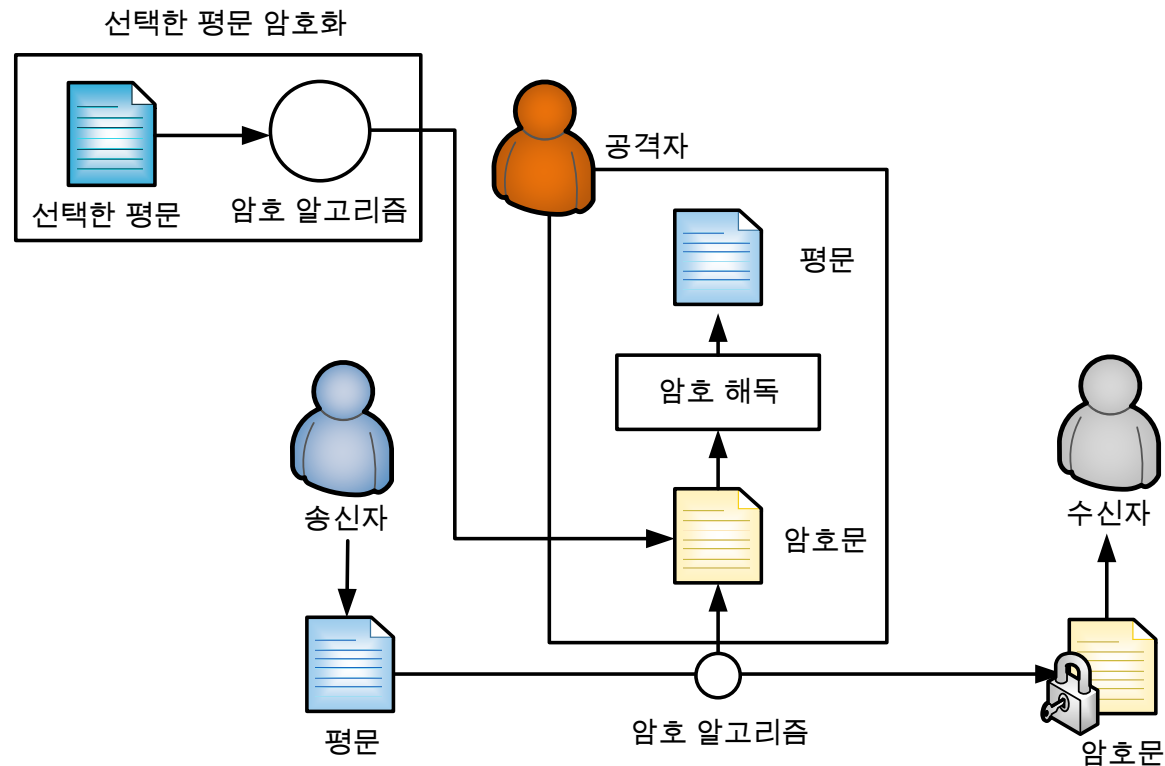 선택한 평문 암호화
선택한 평문
암호 알고리즘
공격자
평문
암호 해독
암호문
송신자
수신자
평문
암호 알고리즘
암호문